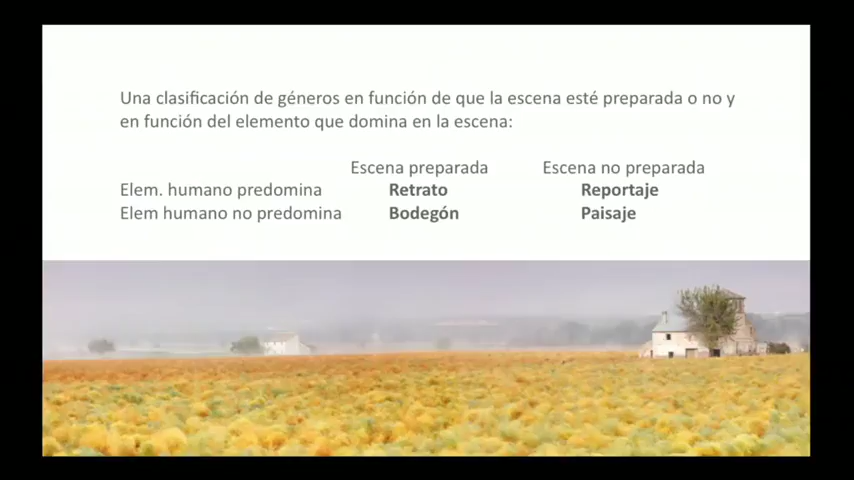 Una clasificación de géneros en función de que la escena esté preparada o no y
en función del elemento que domina en la escena:
Escena preparada Escena no preparada
Elem. humano predomina Retrato Reportaje
Elem humano no predomina Bodegón Paisaje